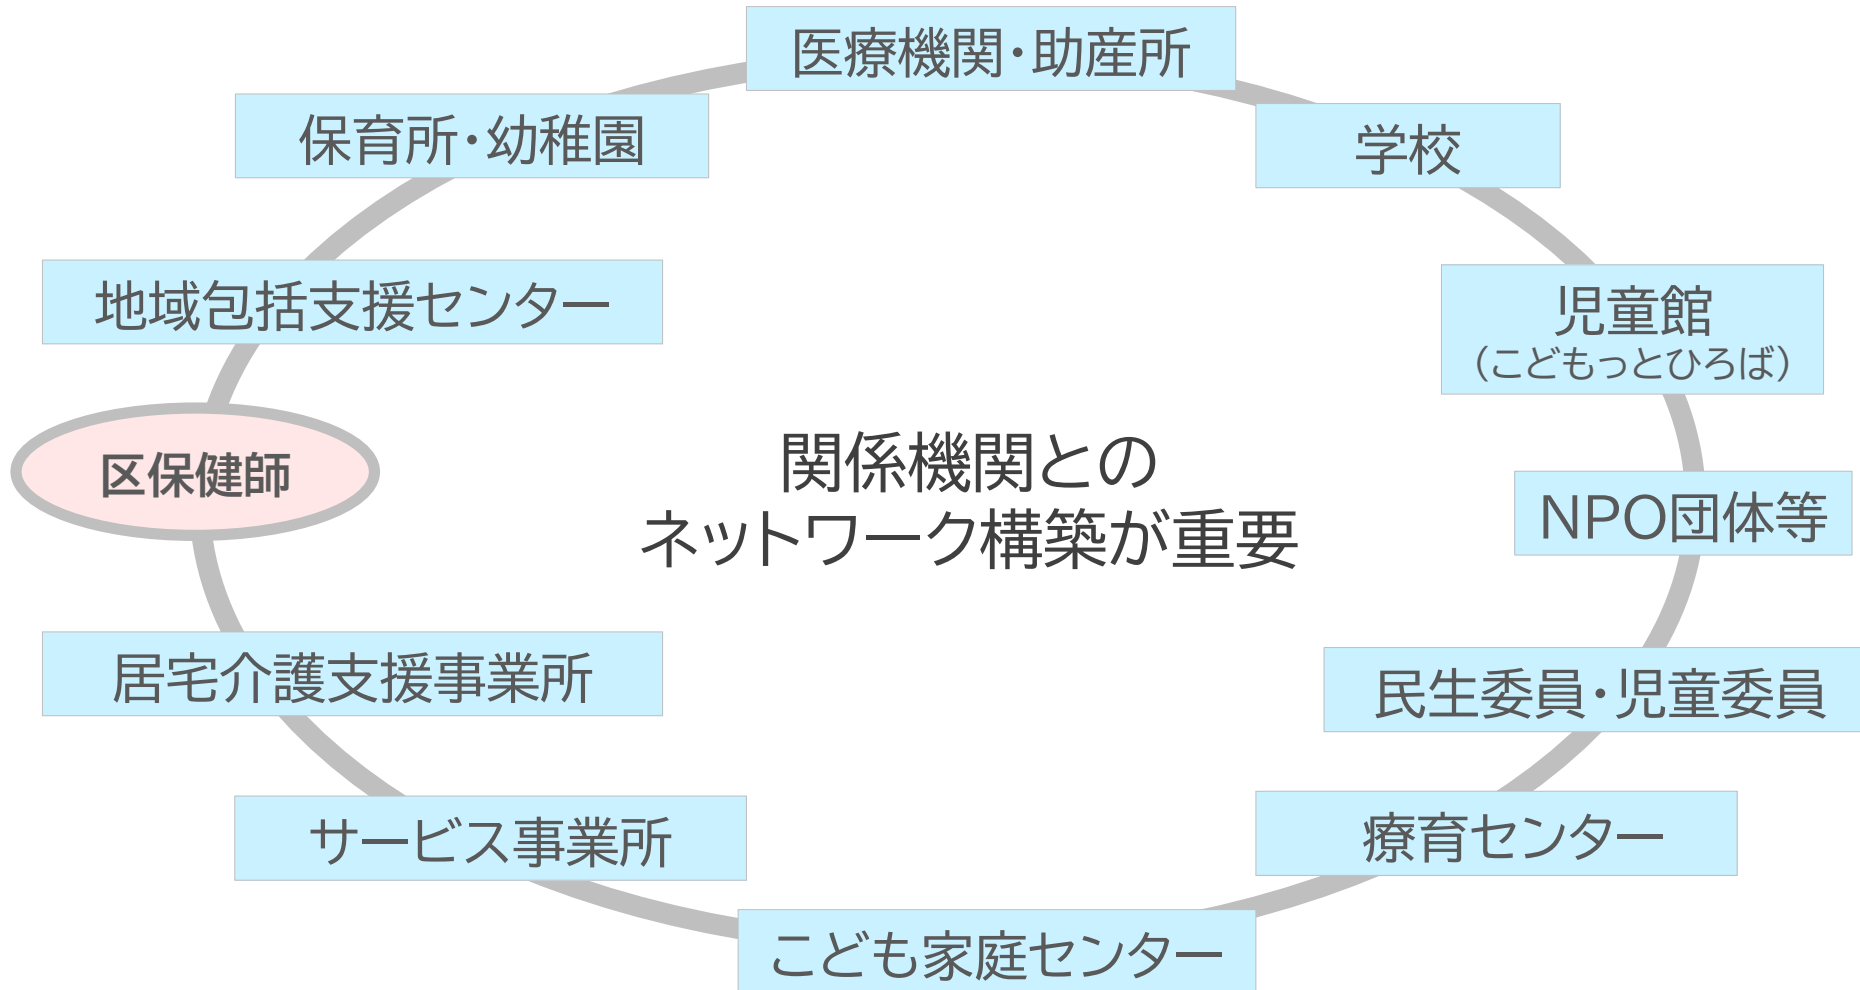 医療機関・助産所
保育所・幼稚園
学校
地域包括支援センター
児童館
（こどもっとひろば）
区保健師
関係機関との
ネットワーク構築が重要
NPO団体等
居宅介護支援事業所
民生委員・児童委員
サービス事業所
療育センター
こども家庭センター